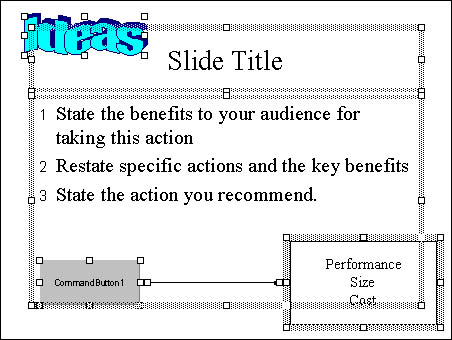 Ideas
Slide Title
1 State the benefits to your audience for
taking this action
2 Restate specific actions and the key benefits
3 State the action you recommend.
CommandButton1
Performance
Size
Cost